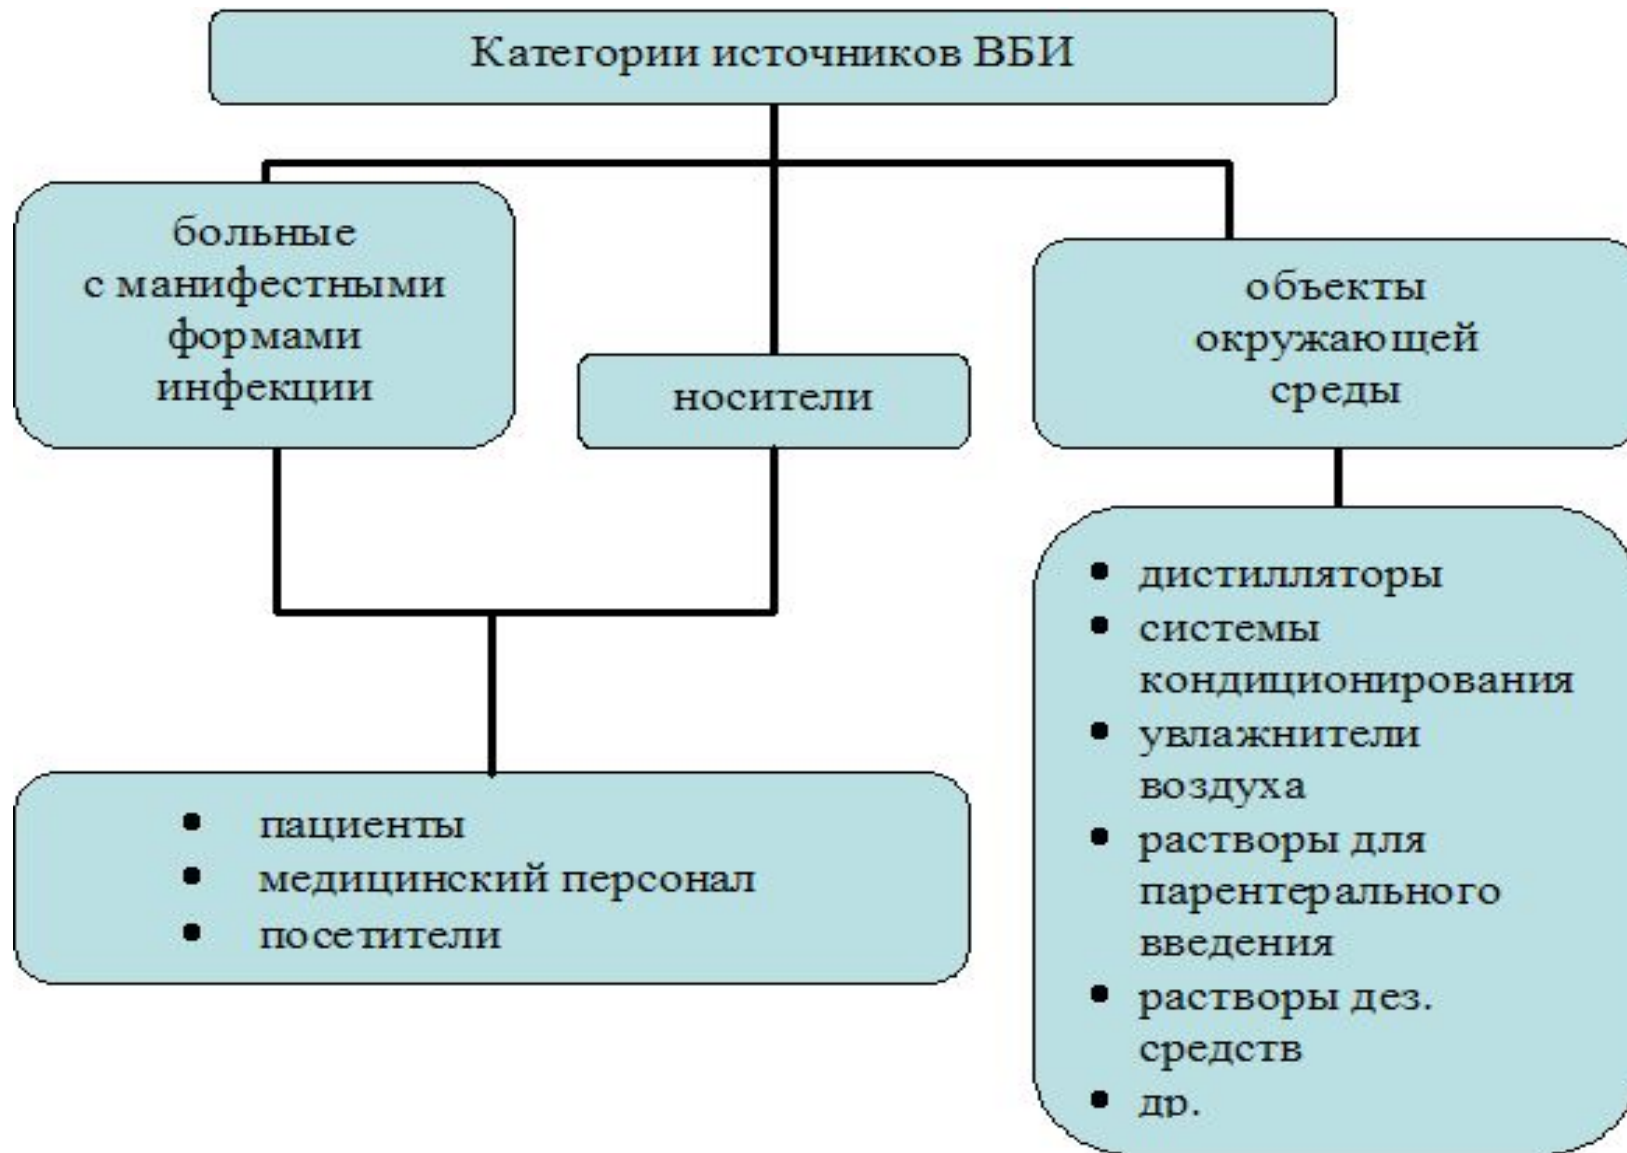 Категории источников ВБИ
больные
с манифестными
формами
инфекции
носители
объекты
окружающей
среды
• пациенты
• медицинский персонал
• посетители
• дистилляторы
• системы
кондиционирования
• увлажнители
воздуха
• растворы для
парентерального
введения
• растворы дез.
средств
• др.